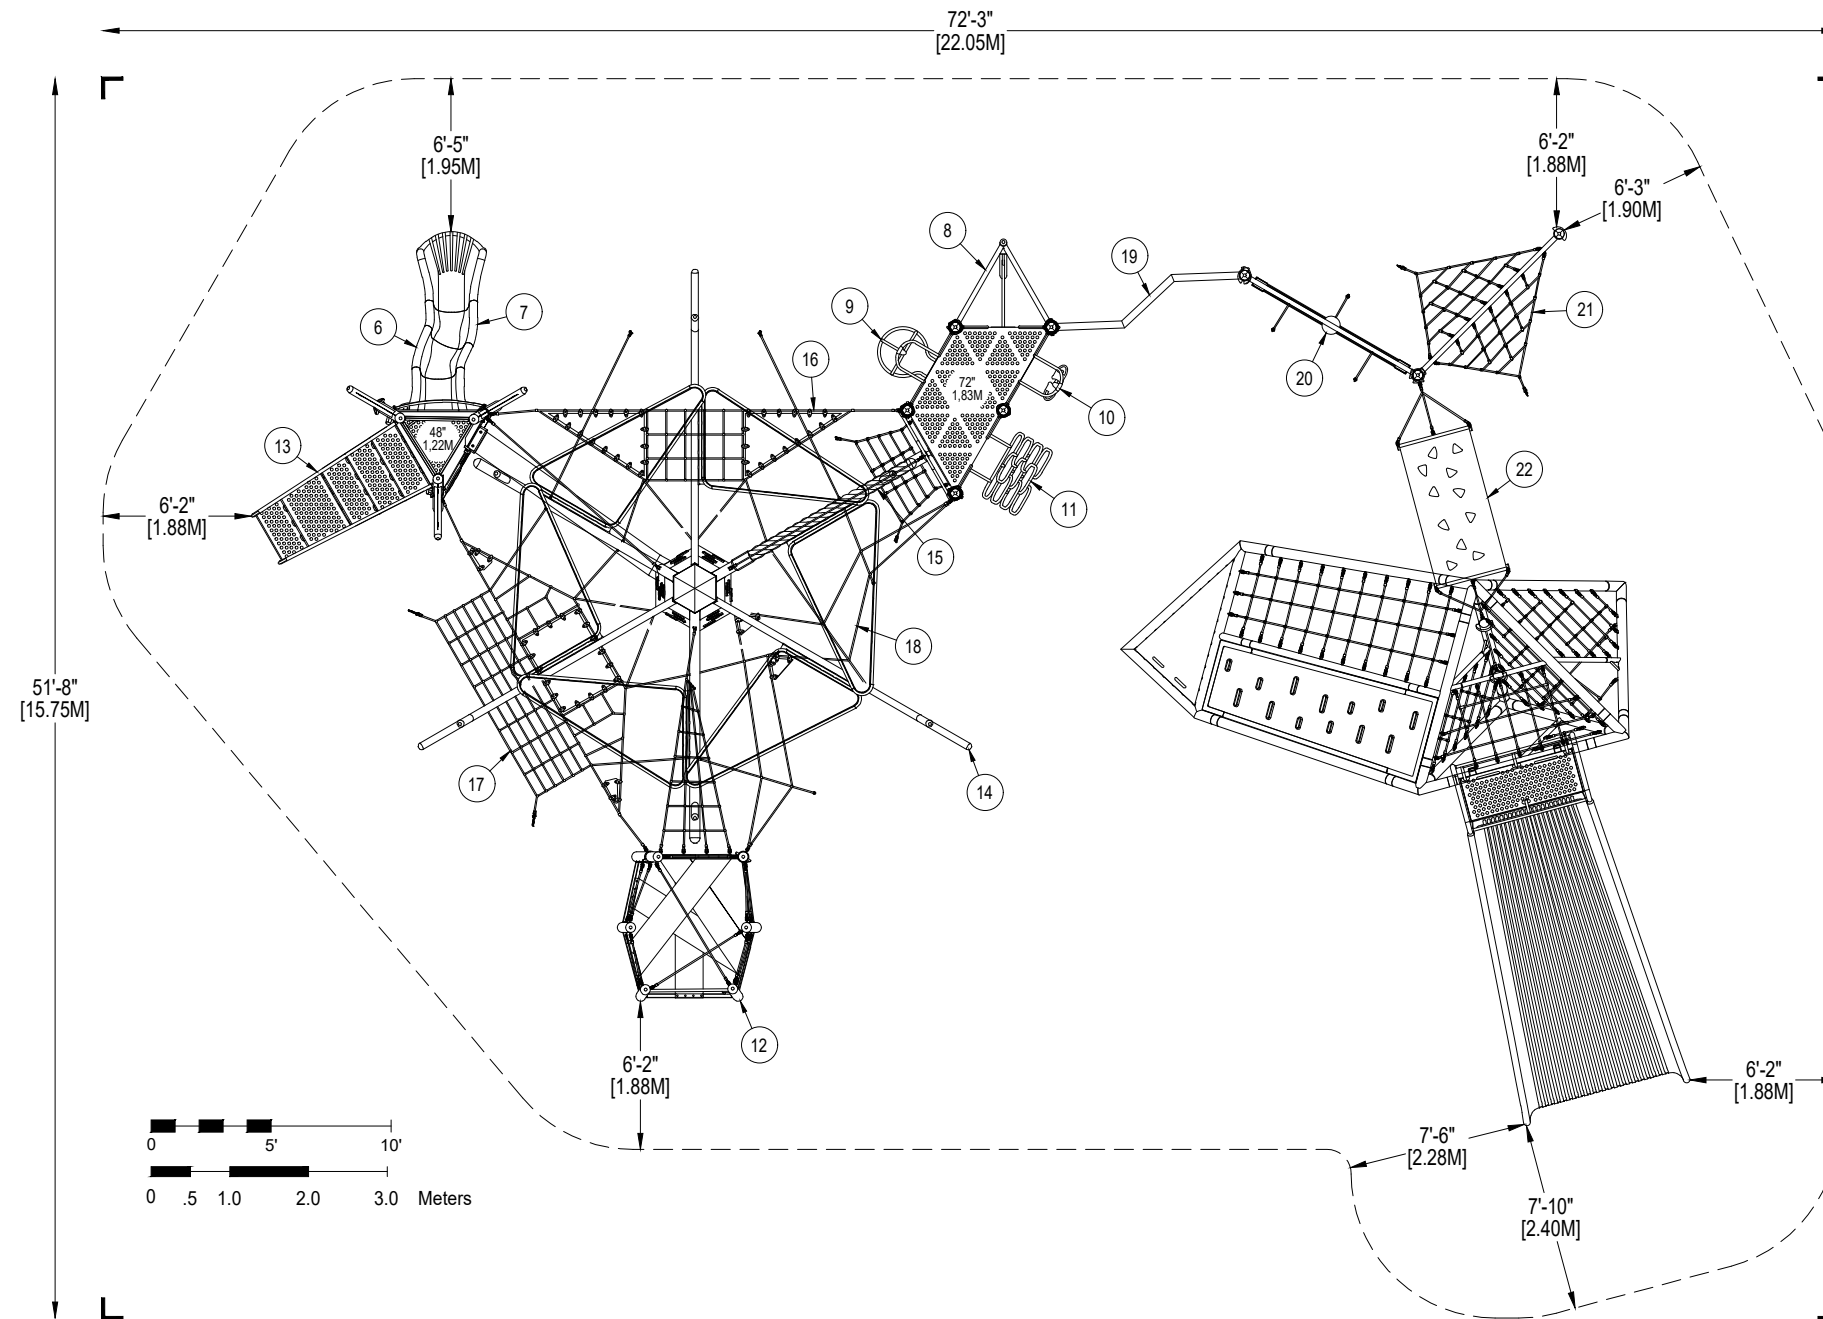 72'-3"
[22.05M]
6'-5"
[1.95M]
6'-2"
[1.88M]
6'-3"
[1.90M]
8
19
9
7
6
21
16
20
72"
1,83M
10
48"
1,22M
13
22
6'-2"
[1.88M]
11
15
18
51'-8"
[15.75M]
17
14
12
6'-2"
[1.88M]
6'-2"
[1.88M]
0 5' 10'
7'-6"
[2.28M]
0 .5 1.0 2.0 3.0 Meters
7'-10"
[2.40M]